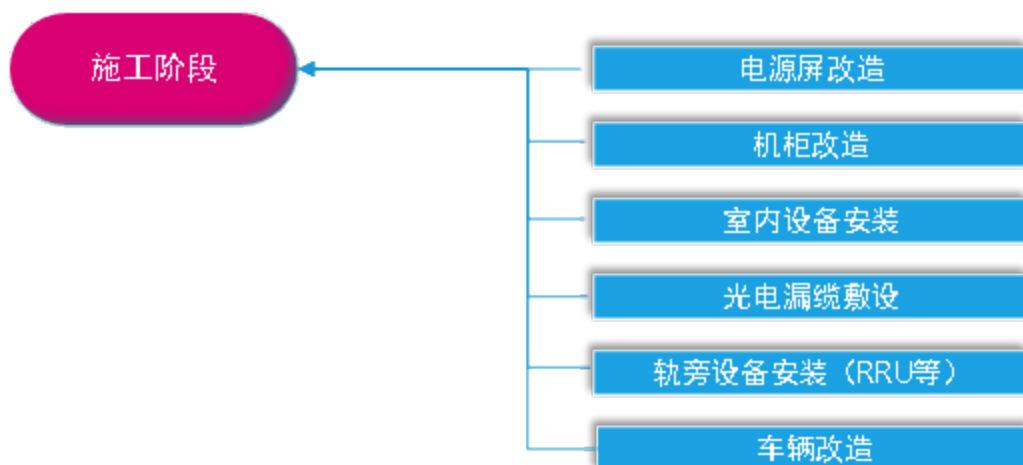 施工阶段
电源屏改造
机柜改造
室内设备安装
光电漏缆敷设
轨旁设备安装（RRU等）
车辆改造